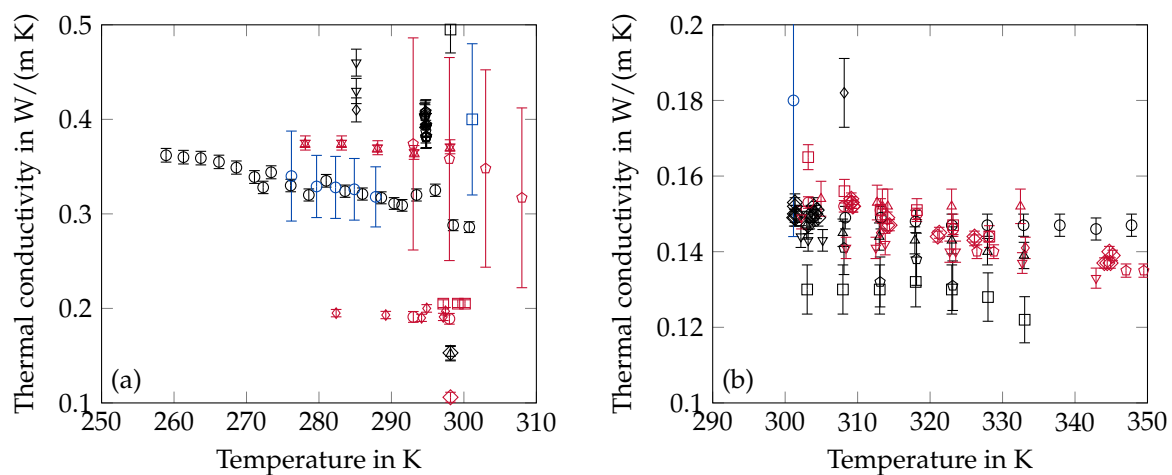 Thermal conductivity in W/(m K)
0.5
0.4
0.3
0.2
0.1
(a)
250 260 270 280 290 300 310
Temperature in K
Thermal conductivity in W/(m K)
0.2
0.18
0.16
0.14
0.12
0.1
(b)
290 300 310 320 330 340 350
Temperature in K